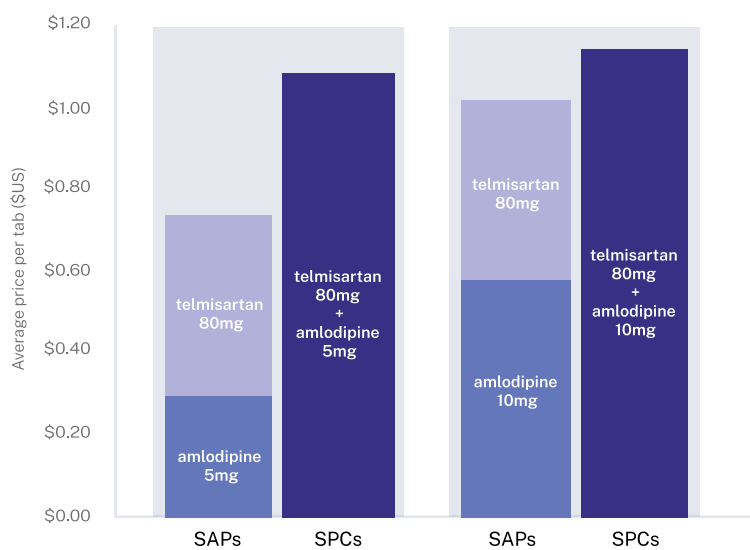 $1.20
$1.00
$0.80
$0.60
$0.40
$0.20
$0.00
Average price per tab ($US)
telmisartan
80mg
amlodipine
5mg
telmisartan
80mg
+
amlodipine
5mg
telmisartan
80mg
amlodipine
10mg
telmisartan
80mg
+
amlodipine
10mg
SAPs
SPCs
SAPs
SPCs